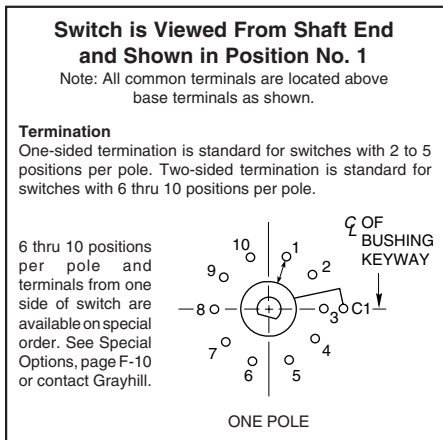 Switch is Viewed From Shaft End
and Shown in Position No. 1
Note: All common terminals are located above
base terminals as shown.
Termination
One-sided termination is standard for switches with 2 to 5
positions per pole. Two-sided termination is standard for
switches with 6 thru 10 positions per pole.
6 thru 10 positions
per pole and
terminals from one
side of switch are
available on special
order. See Special
Options, page F-10
or contact Grayhill.
℄ OF
BUSHING
KEYWAY
10
1
9
2
8
3
C1
7
4
6
5
ONE POLE